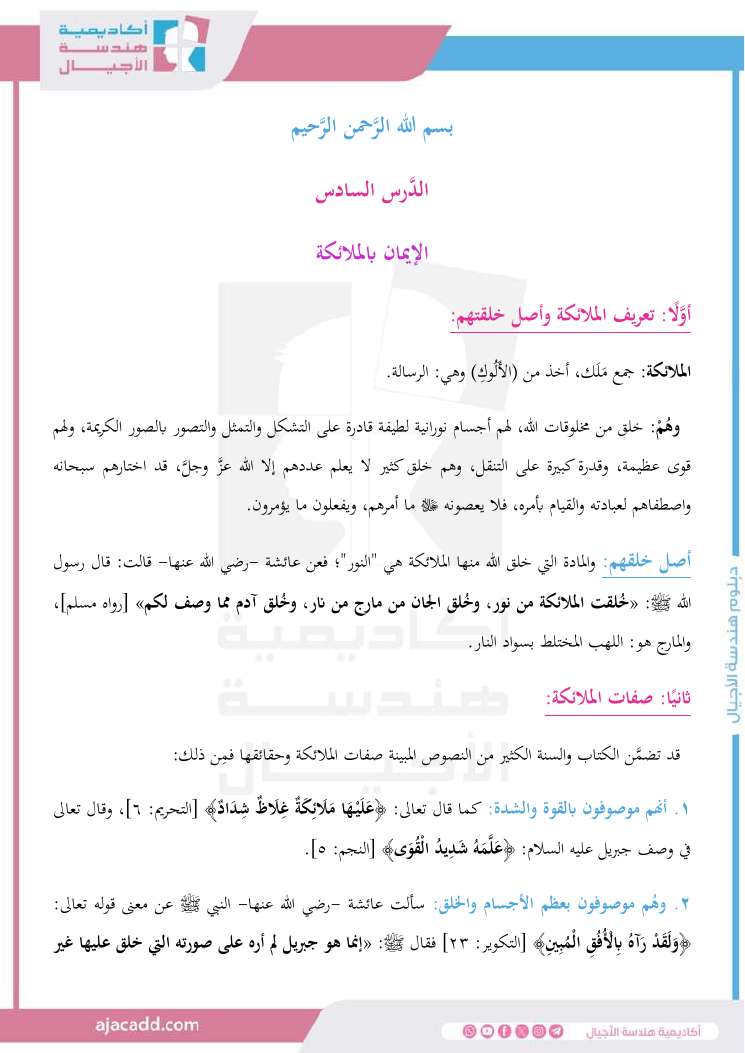 أكاديمية
هندسة
الأجيال
بسم الله الرَّحمن الرَّحيم
الدَّرس السادس
الإيمان بالملائكة
أوَّلًا: تعريف الملائكة وأصل خلقتهم:
الملائكة: جمع مَلَك، أخذ من (الأَلُوكِ) وهي: الرسالة.
وهُمْ: خلق من مخلوقات الله، لهم أجسام نورانية لطيفة قادرة على التشكل والتمثل والتصور بالصور الكريمة، ولهم
قوى عظيمة، وقدرة كبيرة على التنقل، وهم خلق كثير لا يعلم عددهم إلا الله عزَّ وجلَّ، قد اختارهم سبحانه
واصطفاهم لعبادته والقيام بأمره، فلا يعصونه ﷻ ما أمرهم، ويفعلون ما يؤمرون.
أصل خلقهم: والمادة التي خلق الله منها الملائكة هي "النور"؛ فعن عائشة -رضي الله عنها- قالت: قال رسول
الله ﷺ: «خُلقت الملائكة من نور، وخُلق الجان من مارج من نار، وخُلق آدم مما وصف لكم» [رواه مسلم]،
والمارج هو: اللهب المختلط بسواد النار.
أكاديمية
هندسة
الأجيال
ثانيًا: صفات الملائكة:
قد تضمَّن الكتاب والسنة الكثير من النصوص المبينة صفات الملائكة وحقائقها فمِن ذلك:
١. أنهم موصوفون بالقوة والشدة: كما قال تعالى: ﴿عَلَيْهَا مَلَائِكَةٌ غِلَاظٌ شِدَادٌ﴾ [التحريم: ٦]، وقال تعالى
في وصف جبريل عليه السلام: ﴿عَلَّمَهُ شَدِيدُ الْقُوَى﴾ [النجم: ٥].
٢. وهُم موصوفون بعظم الأجسام والخلق: سألت عائشة -رضي الله عنها- النبي ﷺ عن معنى قوله تعالى:
﴿وَلَقَدْ رَآهُ بِالْأُفُقِ الْمُبِينِ﴾ [التكوير: ٢٣] فقال ﷺ: «إنما هو جبريل لم أره على صورته التي خلق عليها غير
دبلوم هندسة الأجيال
أكاديمية هندسة الأجيال
ajacadd.com